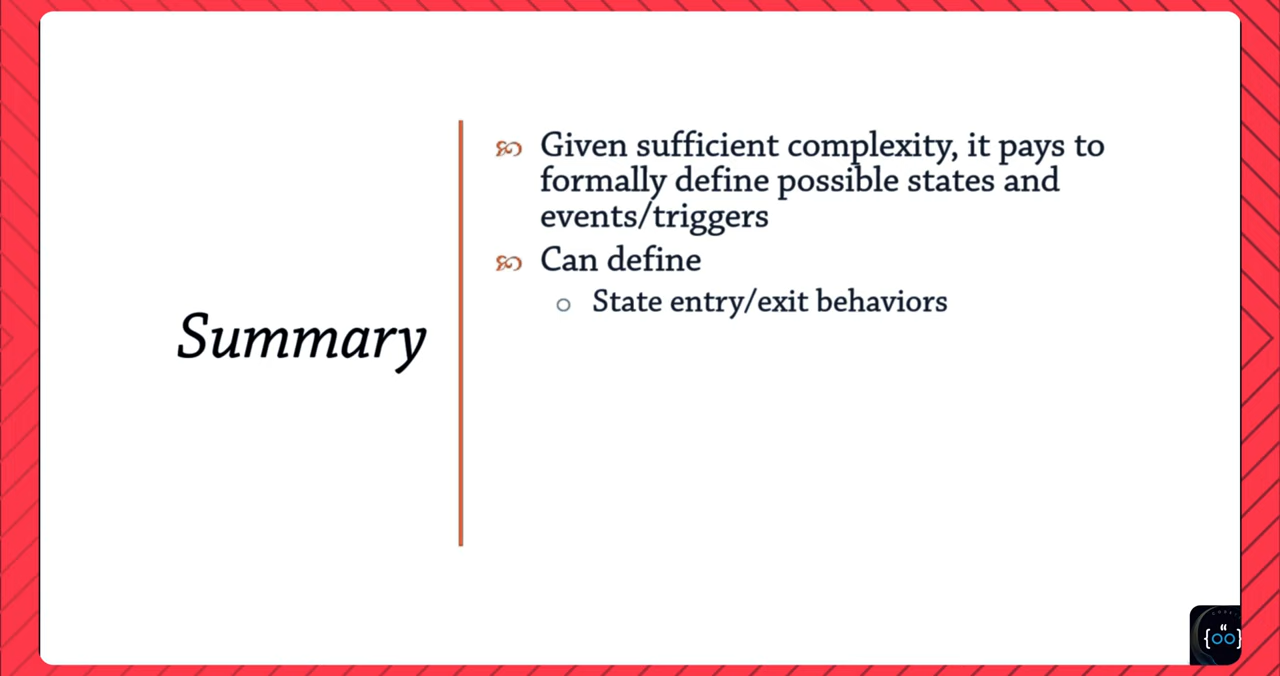 Summary
Given sufficient complexity, it pays to
formally define possible states and
events/triggers
Can define
State entry/exit behaviors